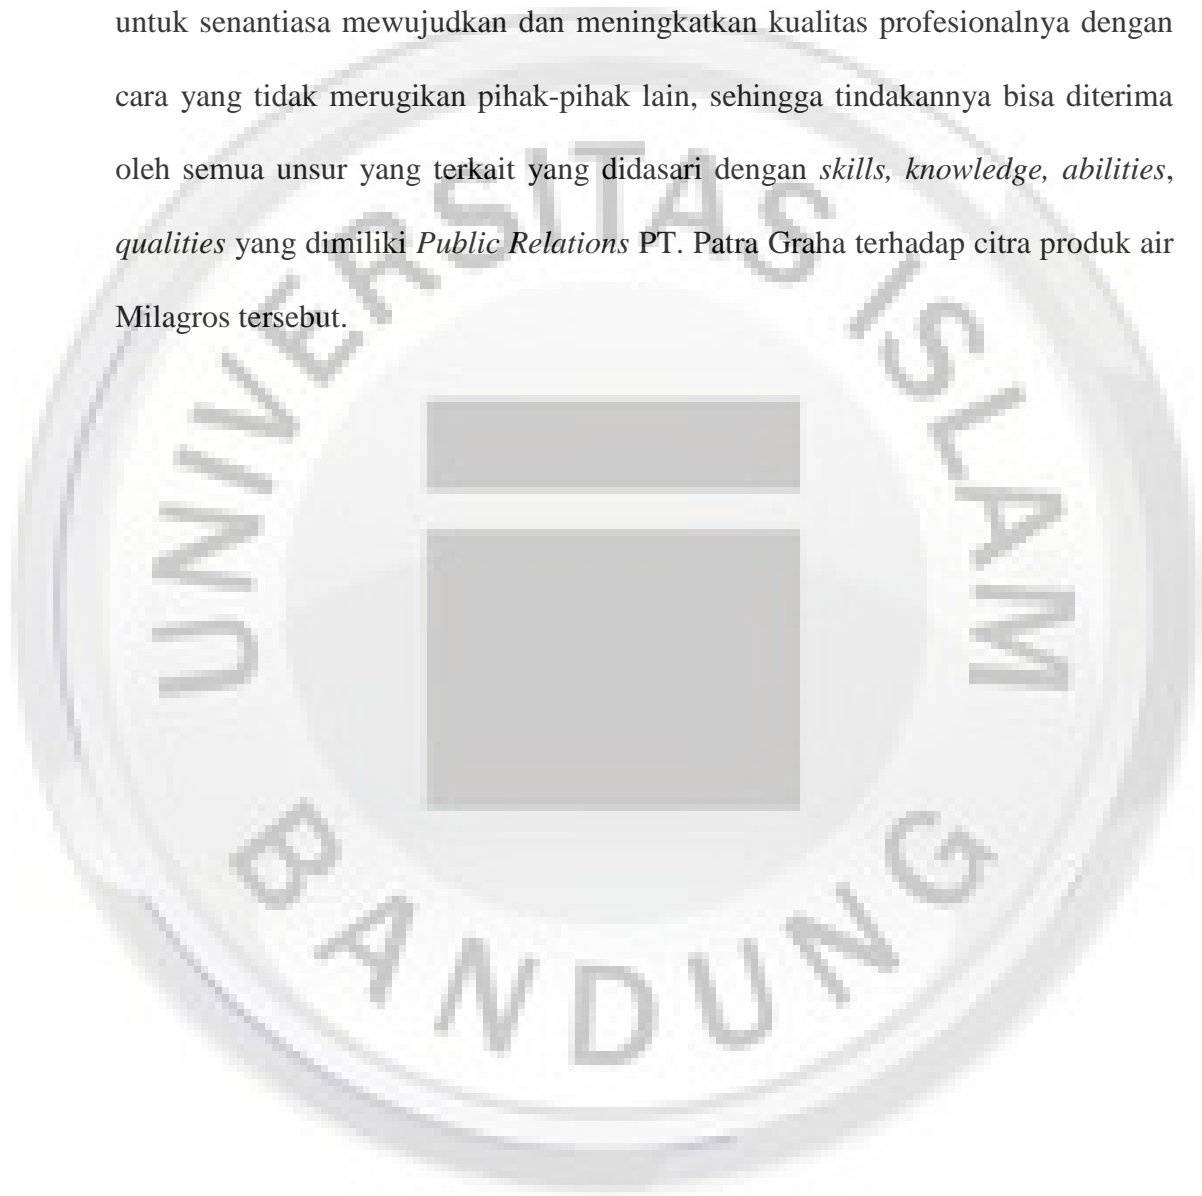 untuk senantiasa mewujudkan dan meningkatkan kualitas profesionalnya dengan
cara yang tidak merugikan pihak-pihak lain, sehingga tindakannya bisa diterima
oleh semua unsur yang terkait yang didasari dengan skills, knowledge, abilities,
qualities yang dimiliki Public Relations PT. Patra Graha terhadap citra produk air
Milagros tersebut.
UNIVERSITAS ISLAM
BANDUNG